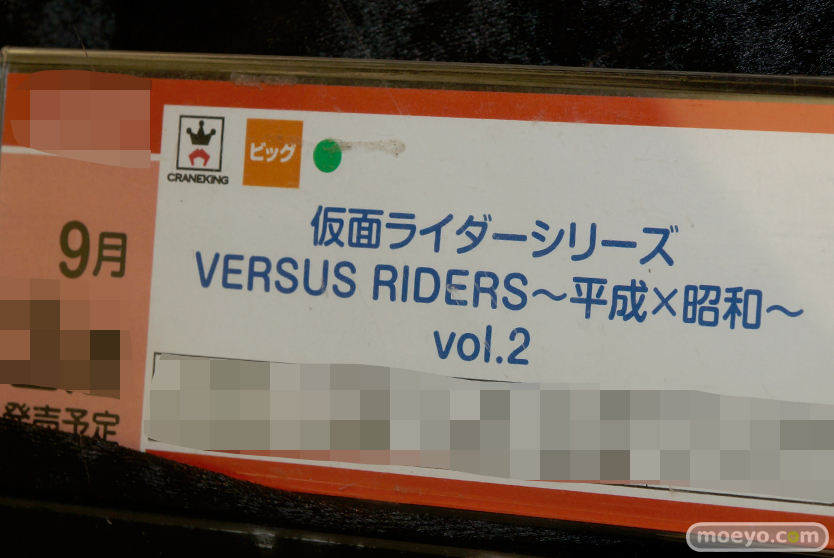 CRANEKING
ビッグ
仮面ライダーシリーズ
VERSUS RIDERS〜平成×昭和〜
vol.2
9月
発売予定
moeyo.com